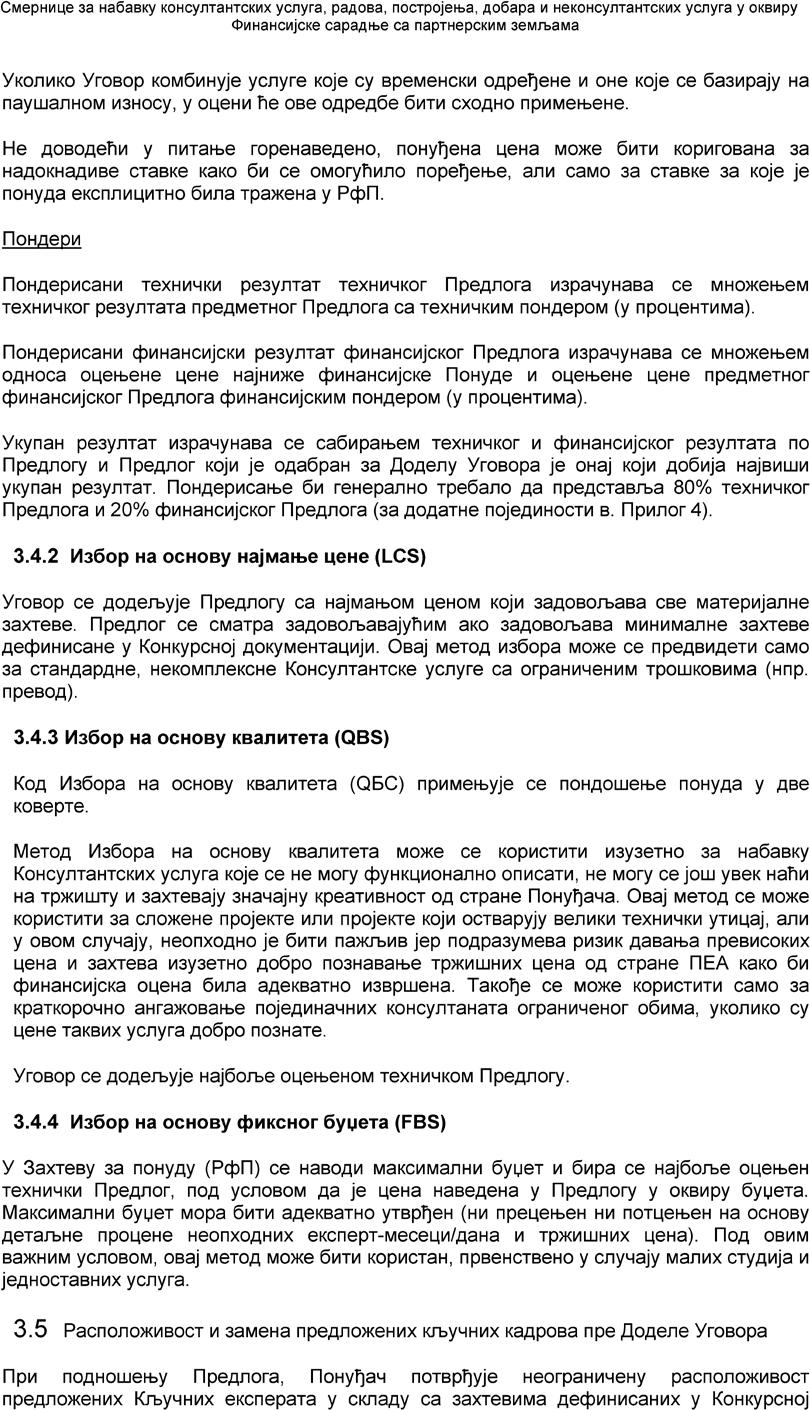 Смернице за набавку консултантских услуга, радова, постројења, добара и неконсултантских услуга у оквиру
Финансијске сарадње са партнерским земљама
Уколико Уговор комбинује услуге које су временски одређене и оне које се базирају на
паушалном износу, у оцени ће ове одредбе бити сходно примењене.
Не доводећи у питање горенаведено, понуђена цена може бити коригована за
надокнадиве ставке како би се омогућило поређење, али само за ставке за које је
понуда експлицитно била тражена у РфП.
Пондери
Пондерисани технички резултат техничког Предлога израчунава се множењем
техничког резултата предметног Предлога са техничким пондером (у процентима).
Пондерисани финансијски резултат финансијског Предлога израчунава се множењем
односа оцењене цене најниже финансијске Понуде и оцењене цене предметног
финансијског Предлога финансијским пондером (у процентима).
Укупан резултат израчунава се сабирањем техничког и финансијског резултата по
Предлогу и Предлог који је одабран за Доделу Уговора је онај који добија највиши
укупан резултат. Пондерисање би генерално требало да представља 80% техничког
Предлога и 20% финансијског Предлога (за додатне појединости в. Прилог 4).
3.4.2 Избор на основу најмање цене (LCS)
Уговор се додељује Предлогу са најмањом ценом који задовољава све материјалне
захтеве. Предлог се сматра задовољавајућим ако задовољава минималне захтеве
дефинисане у Конкурсној документацији. Овај метод избора може се предвидети само
за стандардне, некомплексне Консултантске услуге са ограниченим трошковима (нпр.
превод).
3.4.3 Избор на основу квалитета (QBS)
Код Избора на основу квалитета (QБС) примењује се пондошење понуда у две
коверте.
Метод Избора на основу квалитета може се користити изузетно за набавку
Консултантских услуга које се не могу функционално описати, не могу се још увек наћи
на тржишту и захтевају значајну креативност од стране Понуђача. Овај метод се може
користити за сложене пројекте или пројекте који остварују велики технички утицај, али
у овом случају, неопходно је бити пажљив јер подразумева ризик давања превисоких
цена и захтева изузетно добро познавање тржишних цена од стране ПЕА како би
финансијска оцена била адекватно извршена. Такође се може користити само за
краткорочно ангажовање појединачних консултаната ограниченог обима, уколико су
цене таквих услуга добро познате.
Уговор се додељује најбоље оцењеном техничком Предлогу.
3.4.4 Избор на основу фиксног буџета (FBS)
У Захтеву за понуду (РфП) се наводи максимални буџет и бира се најбоље оцењен
технички Предлог, под условом да је цена наведена у Предлогу у оквиру буџета.
Максимални буџет мора бити адекватно утврђен (ни прецењен ни потцењен на основу
детаљне процене неопходних експерт-месеци/дана и тржишних цена). Под овим
важним условом, овај метод може бити користан, првенствено у случају малих студија и
једноставних услуга.
3.5 Расположивост и замена предложених кључних кадрова пре Доделе Уговора
При подношењу Предлога, Понуђач потврђује неограничену расположивост
предложених Кључних експерата у складу са захтевима дефинисаних у Конкурсној